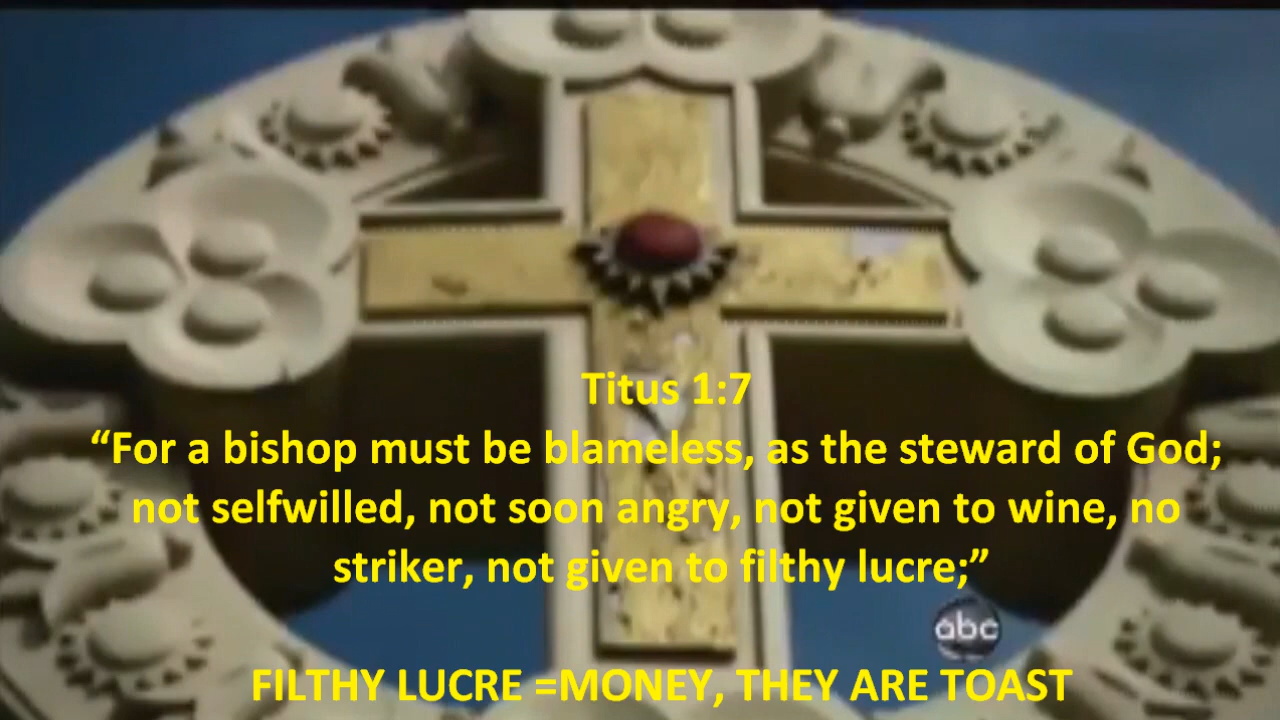 Titus 1:7
“For a bishop must be blameless, as the steward of God;
not selfwilled, not soon angry, not given to wine, no
striker, not given to filthy lucre;”
abc
FILTHY LUCRE =MONEY, THEY ARE TOAST